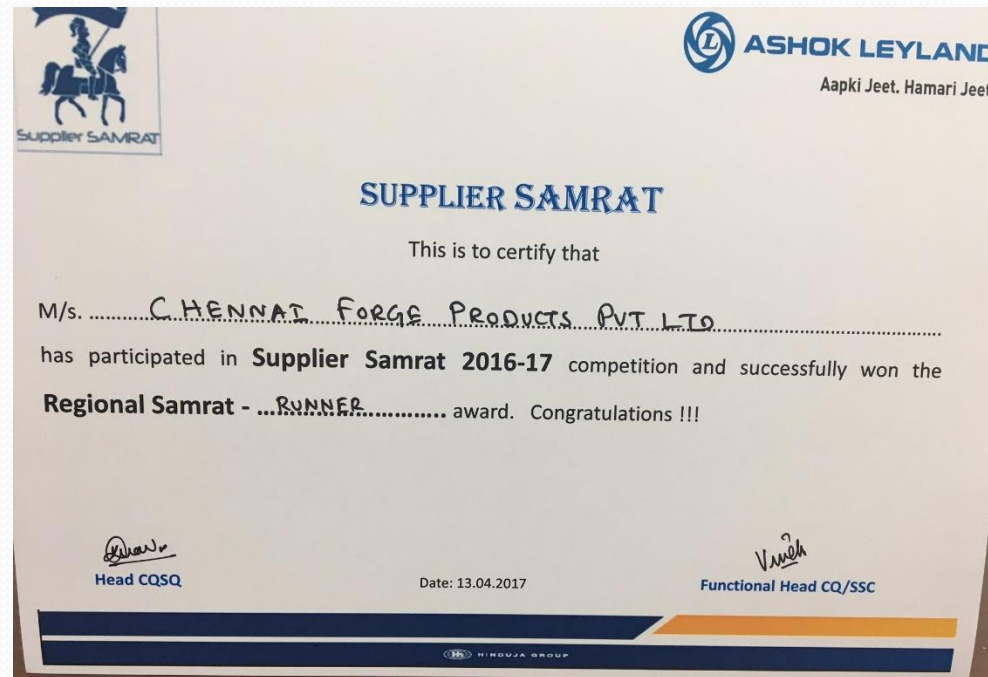 Supplier SAMRAT
ASHOK LEYLAND
Aapki Jeet. Hamari Jeet
SUPPLIER SAMRAT
This is to certify that
M/s. ..........CHENNAI FORGE PRODUCTS PVT LTD..........
has participated in Supplier Samrat 2016-17 competition and successfully won the
Regional Samrat - ...RUNNER............... award. Congratulations !!!
Head CQSQ
Date: 13.04.2017
Functional Head CQ/SSC
HINDUJA GROUP